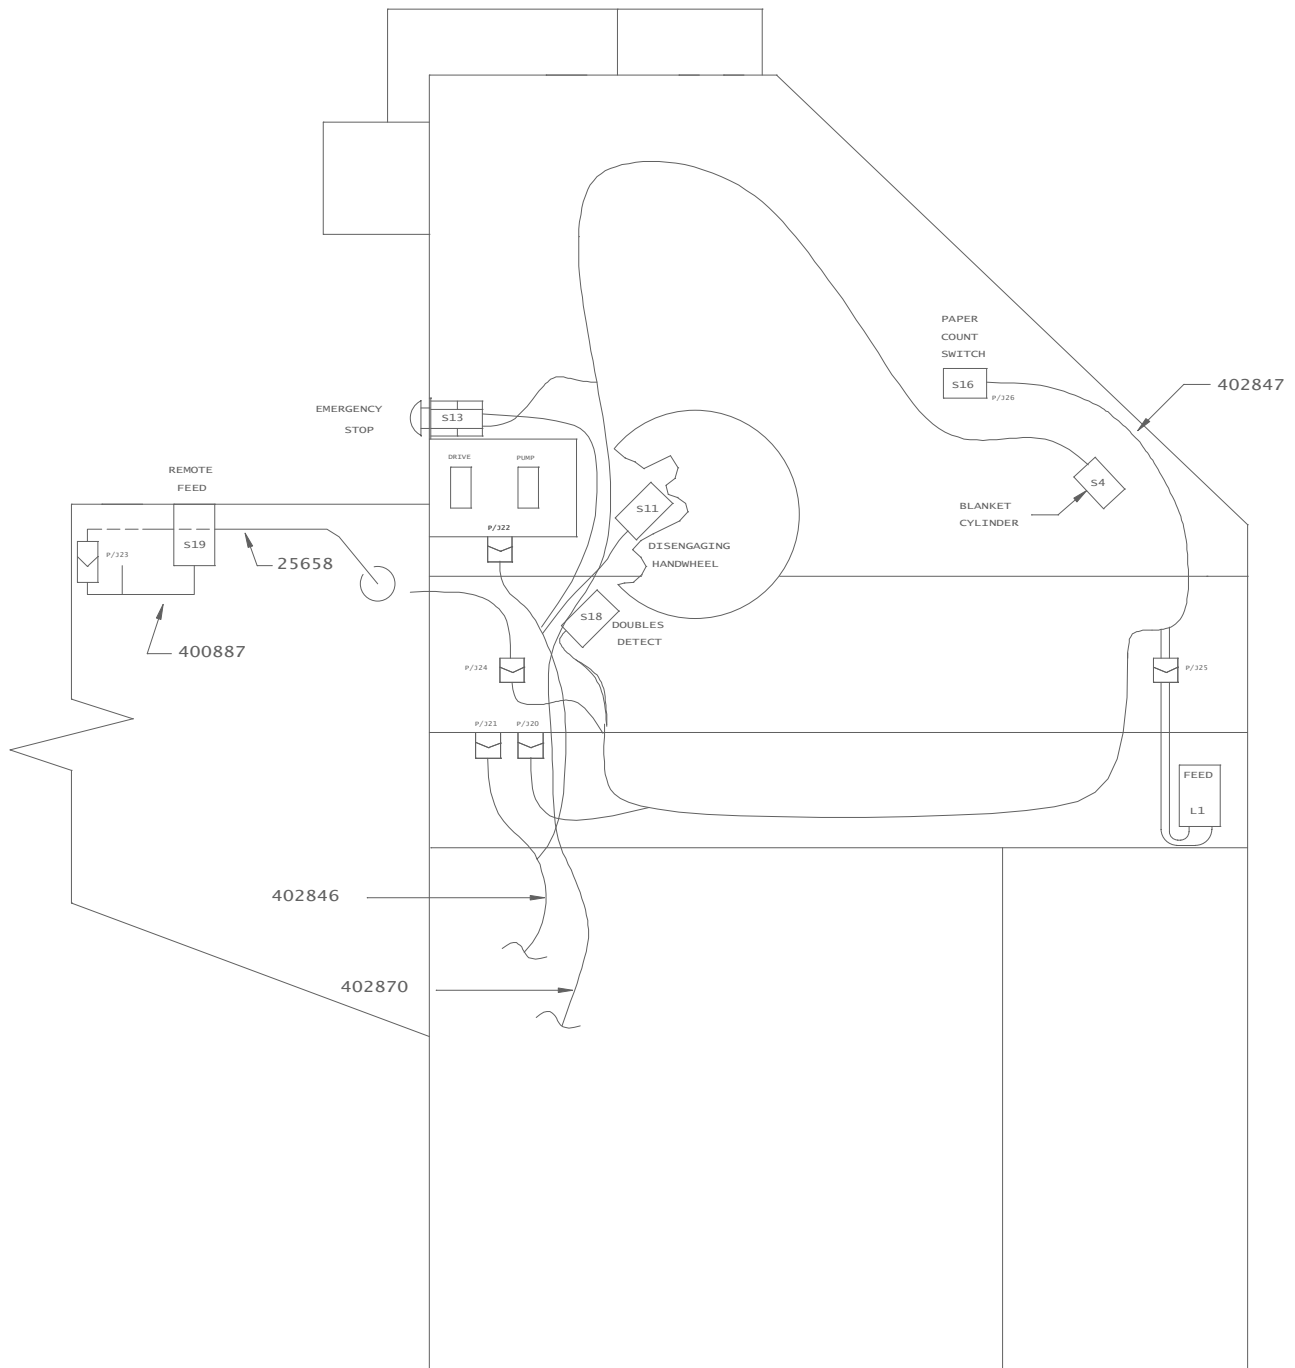 PAPER
COUNT
SWITCH
S16
P/J26
402847
EMERGENCY
STOP
S13
DRIVE
PUMP
P/J22
REMOTE
FEED
S19
P/J23
25658
400887
S11
DISENGAGING
HANDWHEEL
S4
BLANKET
CYLINDER
S18
DOUBLES
DETECT
P/J24
P/J25
P/J21
P/J20
FEED
L1
402846
402870